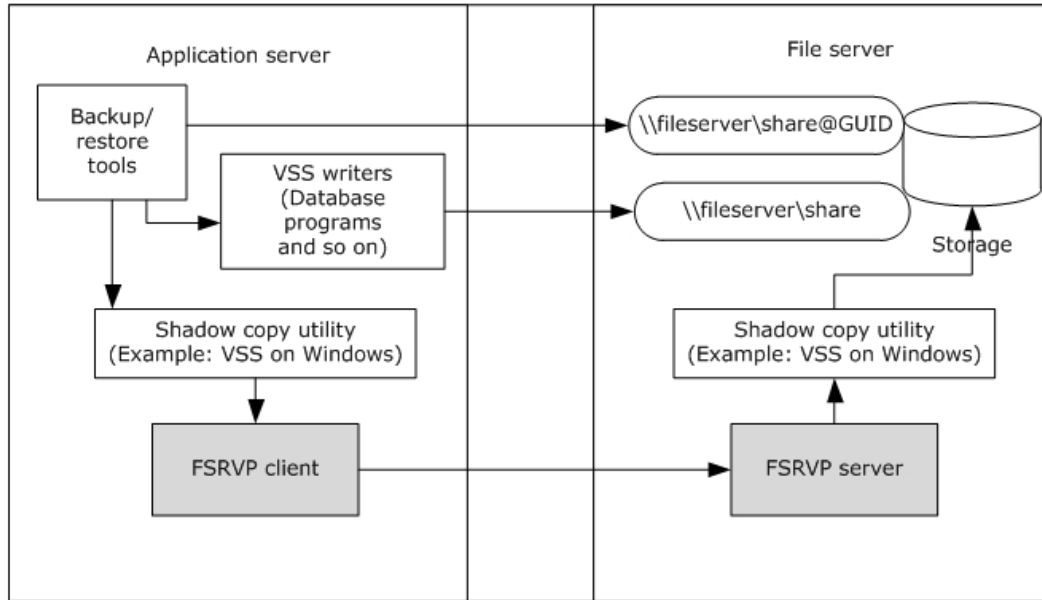 Application server
File server
Backup/
restore
tools
\\fileserver\share@GUID
VSS writers
(Database
programs
and so on)
\\fileserver\share
Storage
Shadow copy utility
(Example: VSS on Windows)
Shadow copy utility
(Example: VSS on Windows)
FSRVP client
FSRVP server